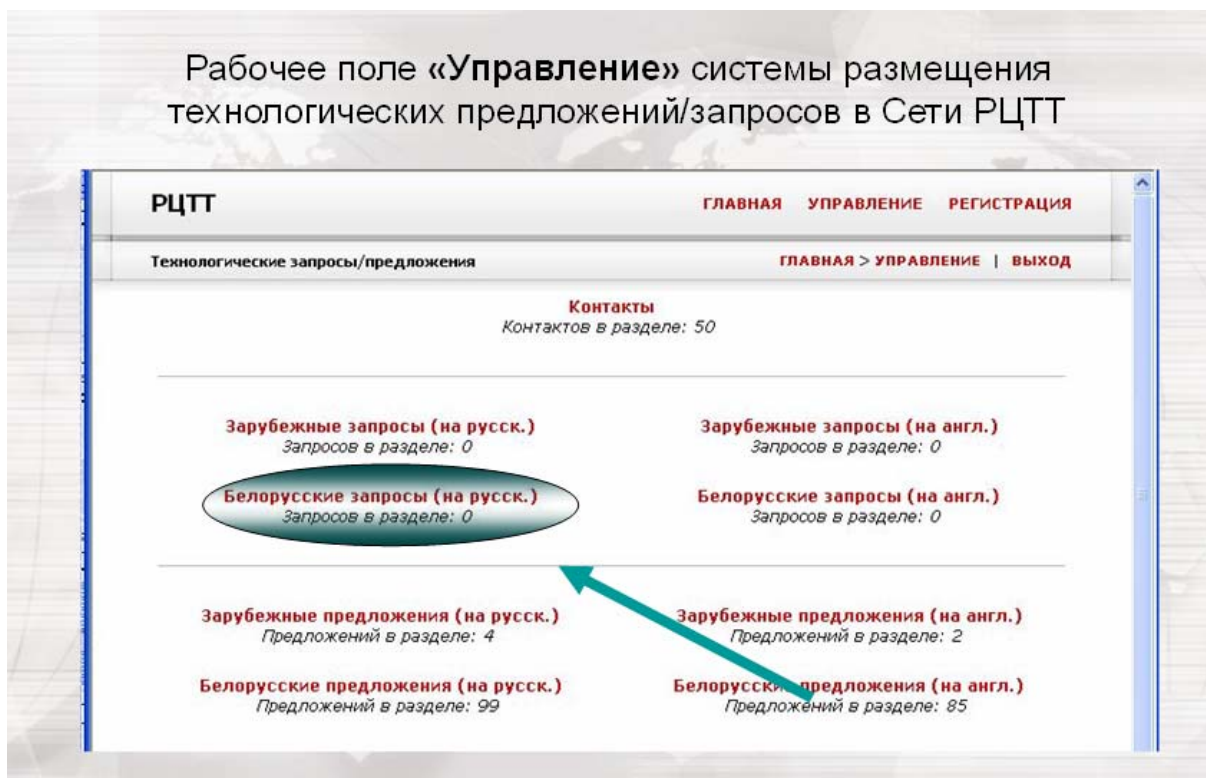 Рабочее поле «Управление» системы размещения
технологических предложений/запросов в Сети РЦТТ
РЦТТ
ГЛАВНАЯ УПРАВЛЕНИЕ РЕГИСТРАЦИЯ
Технологические запросы/предложения
ГЛАВНАЯ > УПРАВЛЕНИЕ | ВЫХОД
Контакты
Контактов в разделе: 50
Зарубежные запросы (на русск.)
Запросов в разделе: 0
Зарубежные запросы (на англ.)
Запросов в разделе: 0
Белорусские запросы (на русск.)
Запросов в разделе: 0
Белорусские запросы (на англ.)
Запросов в разделе: 0
Зарубежные предложения (на русск.)
Предложений в разделе: 4
Зарубежные предложения (на англ.)
Предложений в разделе: 2
Белорусские предложения (на русск.)
Предложений в разделе: 99
Белорусские предложения (на англ.)
Предложений в разделе: 85